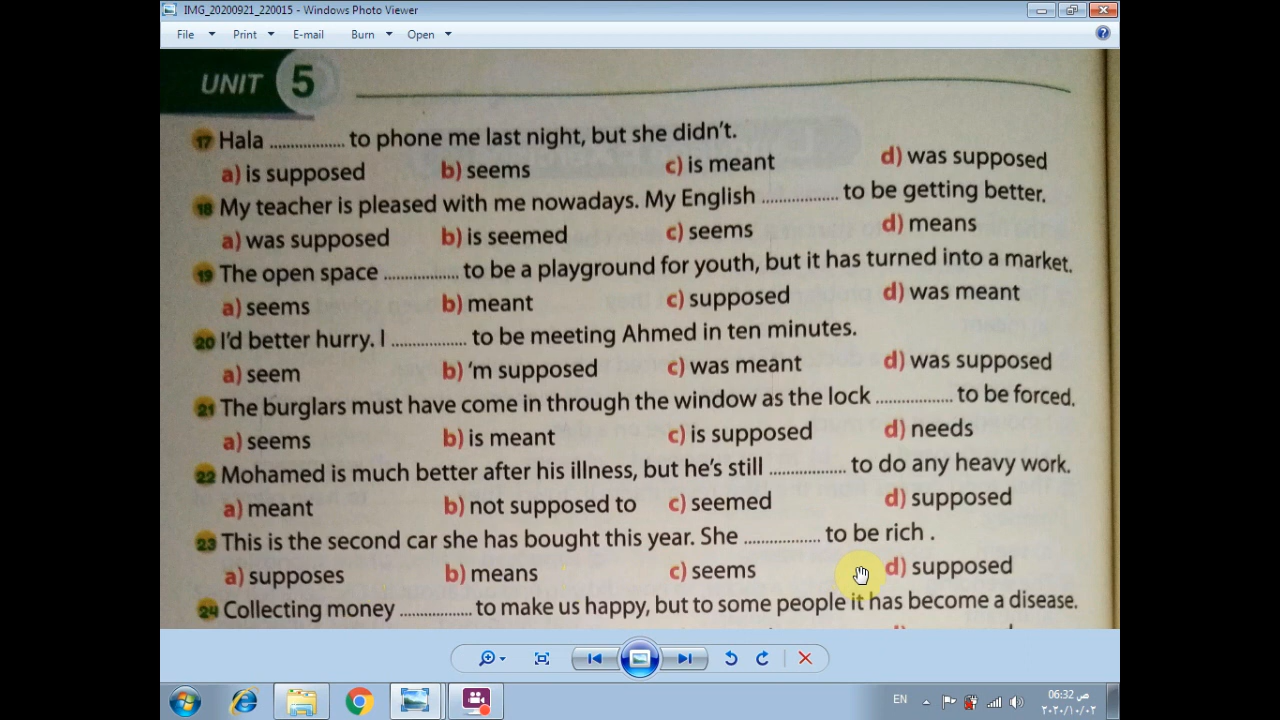 IMG_20200921_220015 - Windows Photo Viewer
File Print E-mail Burn Open
UNIT 5
17 Hala .................. to phone me last night, but she didn't.
a) is supposed b) seems c) is meant d) was supposed
18 My teacher is pleased with me nowadays. My English .................. to be getting better.
a) was supposed b) is seemed c) seems d) means
19 The open space .................. to be a playground for youth, but it has turned into a market.
a) seems b) meant c) supposed d) was meant
20 I'd better hurry. I .................. to be meeting Ahmed in ten minutes.
a) seem b) 'm supposed c) was meant d) was supposed
21 The burglars must have come in through the window as the lock .................. to be forced.
a) seems b) is meant c) is supposed d) needs
22 Mohamed is much better after his illness, but he's still .................. to do any heavy work.
a) meant b) not supposed to c) seemed d) supposed
23 This is the second car she has bought this year. She .................. to be rich .
a) supposes b) means c) seems d) supposed
24 Collecting money .................. to make us happy, but to some people it has become a disease.
EN
06:32 ص
٢٠٢٠/١٠/٠٢